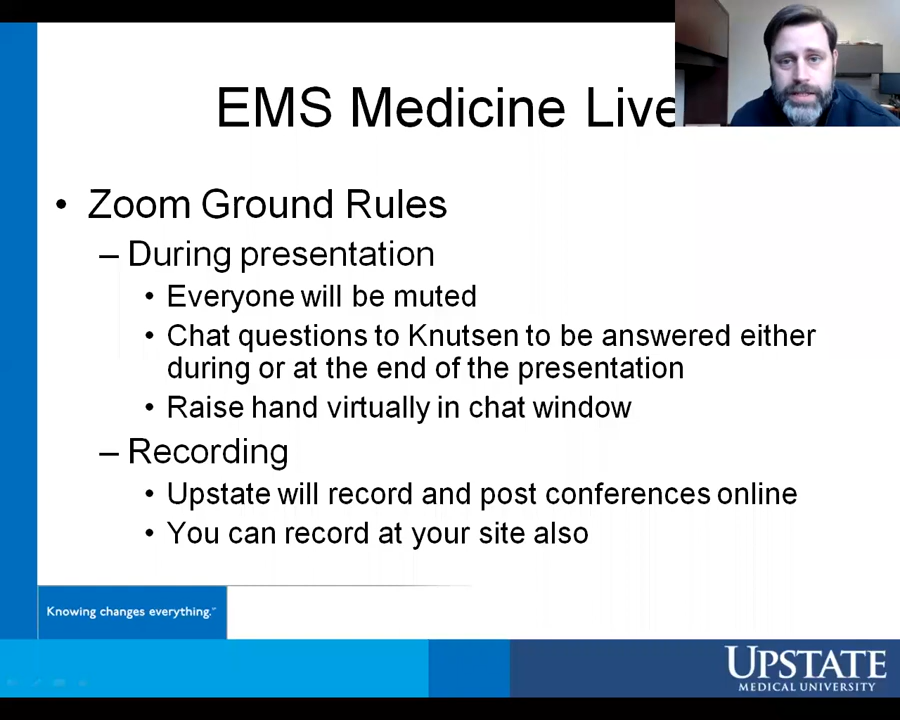 EMS Medicine Live
• Zoom Ground Rules
– During presentation
• Everyone will be muted
• Chat questions to Knutsen to be answered either
during or at the end of the presentation
• Raise hand virtually in chat window
– Recording
• Upstate will record and post conferences online
• You can record at your site also
Knowing changes everything.™
UPSTATE
MEDICAL UNIVERSITY